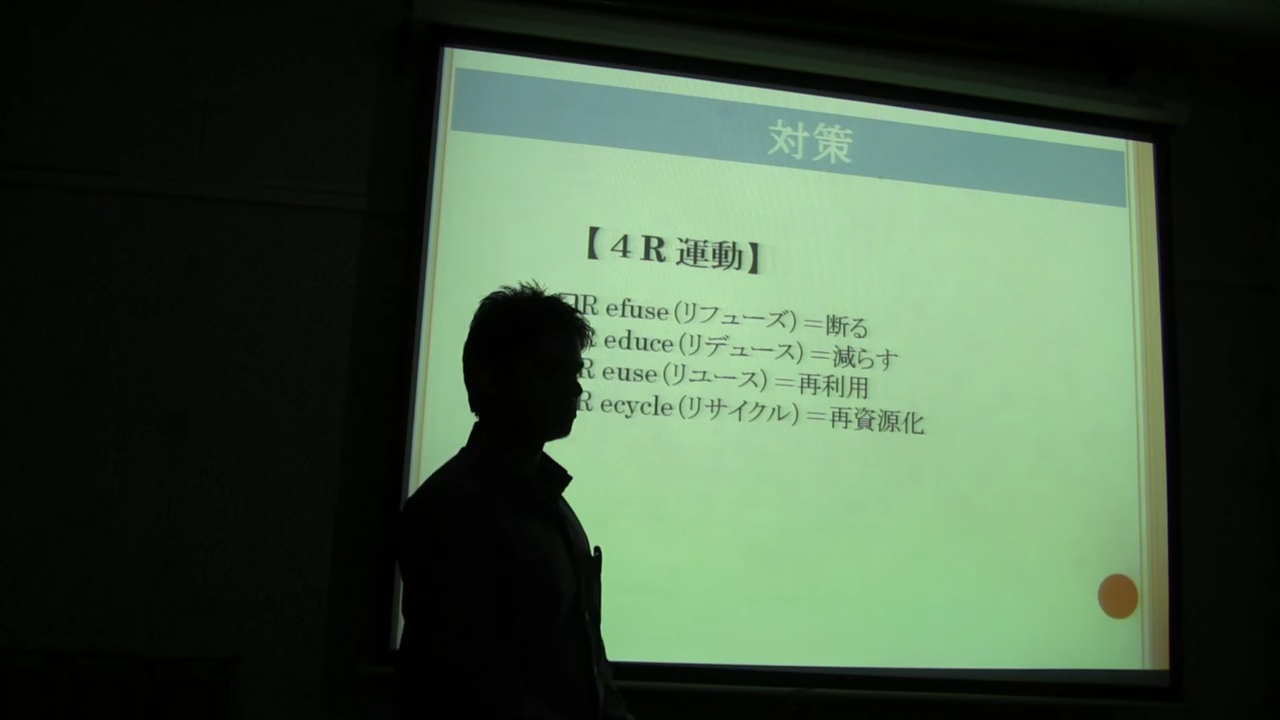 対策
【４R 運動】
R efuse（リフューズ）＝断る
R educe（リデュース）＝減らす
R euse（リユース）＝再利用
R ecycle（リサイクル）＝再資源化